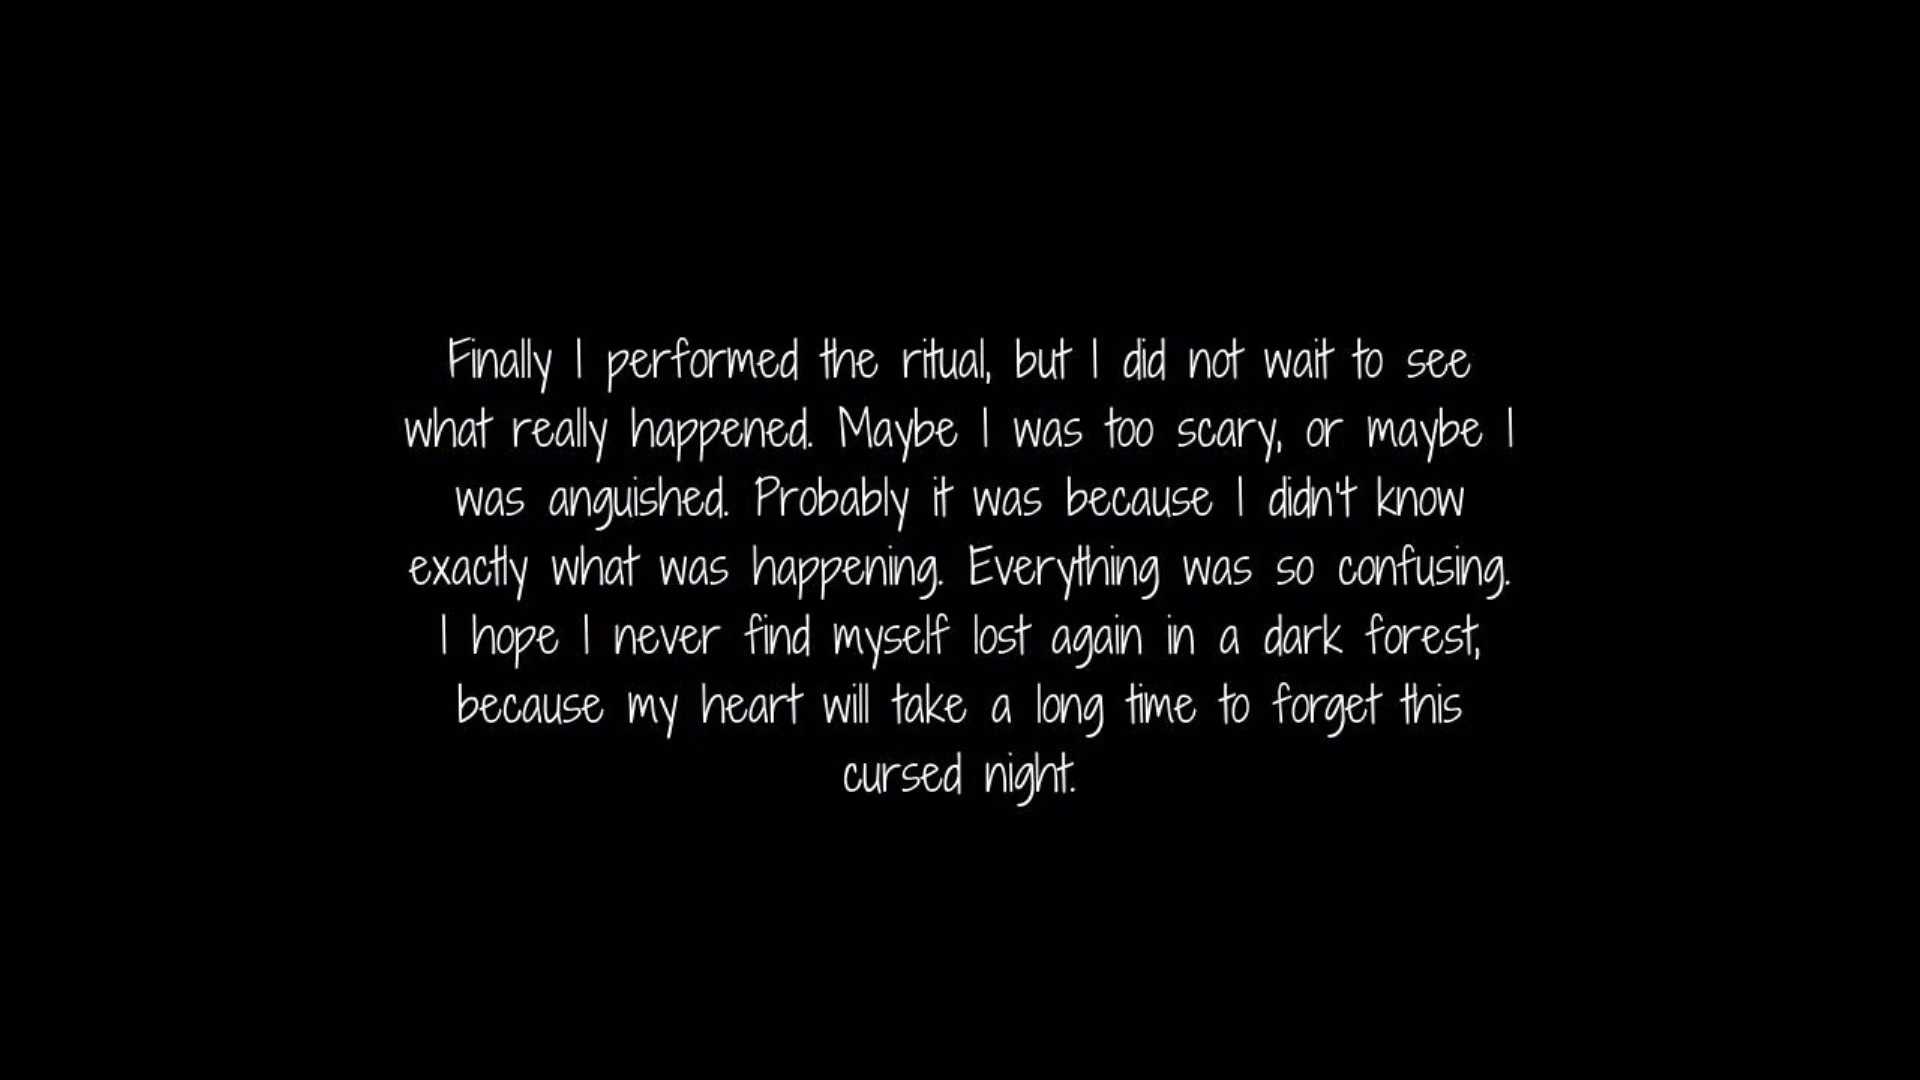 Finally I performed the ritual, but I did not wait to see
what really happened. Maybe I was too scary, or maybe I
was anguished. Probably it was because I didn't know
exactly what was happening. Everything was so confusing.
I hope I never find myself lost again in a dark forest,
because my heart will take a long time to forget this
cursed night.